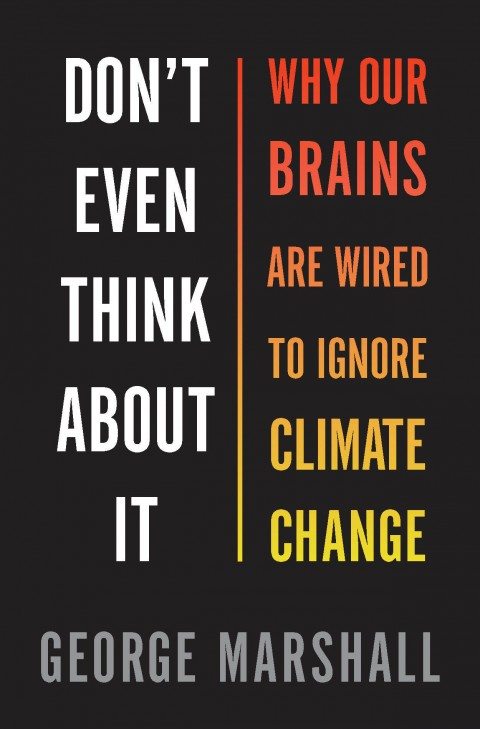 DON'T
EVEN
THINK
ABOUT
IT
WHY OUR
BRAINS
ARE WIRED
TO IGNORE
CLIMATE
CHANGE
GEORGE MARSHALL